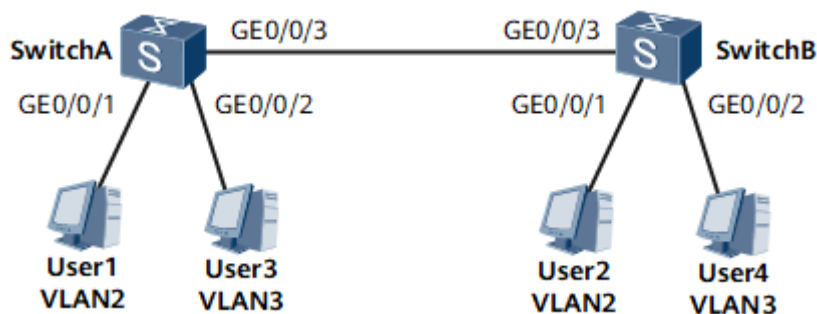 GE0/0/3
GE0/0/3
SwitchA
S
S
SwitchB
GE0/0/1
GE0/0/2
GE0/0/1
GE0/0/2
User1
VLAN2
User3
VLAN3
User2
VLAN2
User4
VLAN3